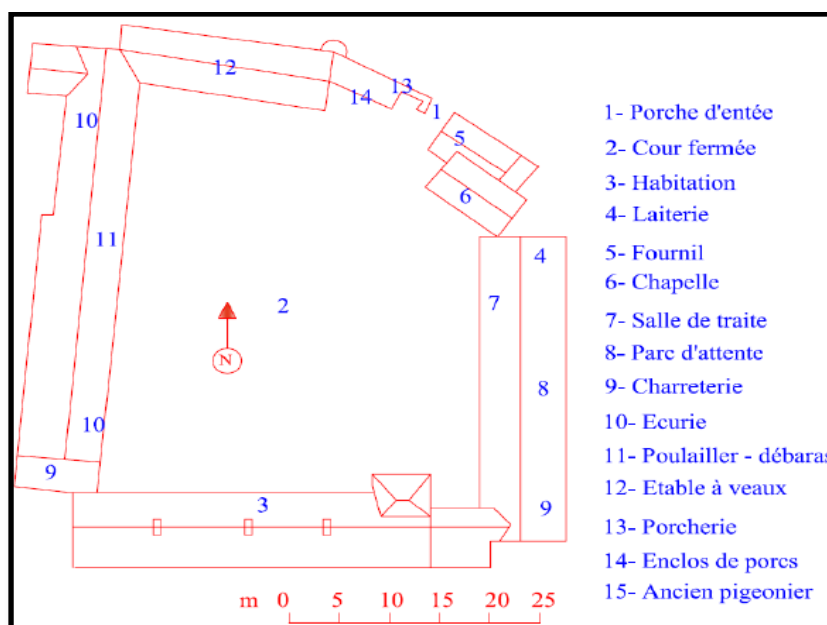 12
13
10
14
1
5
6
11
4
7
2
N
8
10
9
3
9
m 0 5 10 15 20 25
1- Porche d'entée
2- Cour fermée
3- Habitation
4- Laiterie
5- Fournil
6- Chapelle
7- Salle de traite
8- Parc d'attente
9- Charreterie
10- Ecurie
11- Poulailler - débaras
12- Etable à veaux
13- Porcherie
14- Enclos de porcs
15- Ancien pigeonier